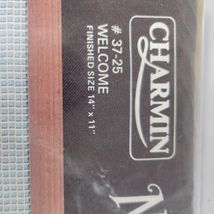 CHARMIN
# 37-25
WELCOME
FINISHED SIZE 14" x 11"